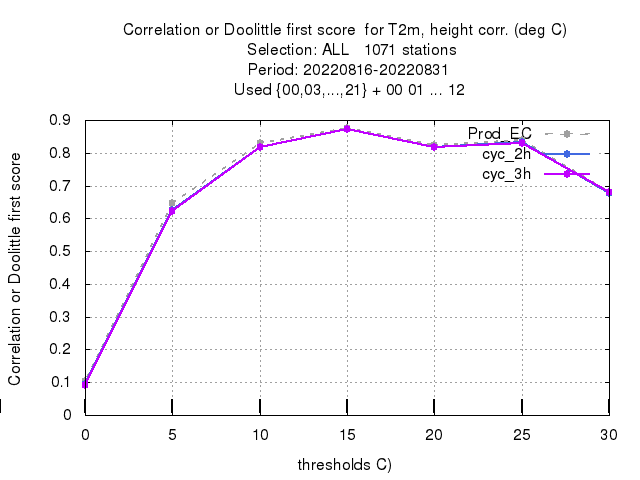 Correlation or Doolittle first score  for T2m, height corr. (deg C)
Selection: ALL   1071 stations
Period: 20220816-20220831
Used {00,03,...,21} + 00 01 ... 12
Correlation or Doolittle first score
0.9
0.8
0.7
0.6
0.5
0.4
0.3
0.2
0.1
0
Prod_EC
cyc_2h
cyc_3h
0 5 10 15 20 25 30
thresholds C)